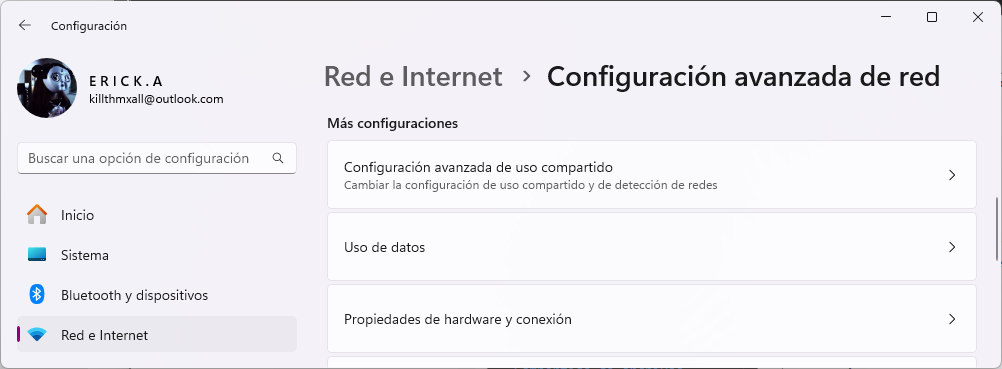 Configuración
E R I C K . A
killthmxall@outlook.com
Buscar una opción de configuración
Inicio
Sistema
Bluetooth y dispositivos
Red e Internet
Red e Internet > Configuración avanzada de red
Más configuraciones
Configuración avanzada de uso compartido
Cambiar la configuración de uso compartido y de detección de redes
Uso de datos
Propiedades de hardware y conexión